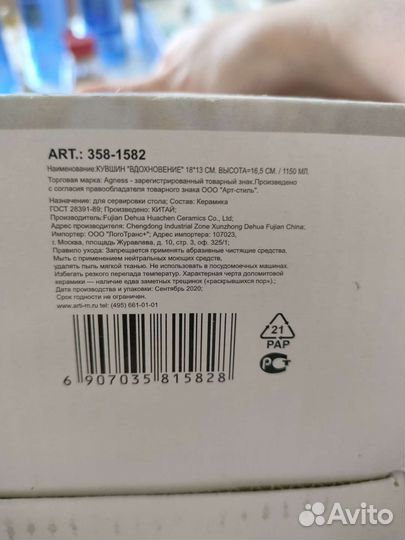 ART.: 358-1582
Наименование:КУВШИН "ВДОХНОВЕНИЕ" 18*13 СМ. ВЫСОТА=16,5 СМ. / 1150 МЛ.
Торговая марка: Agness - зарегистрированный товарный знак.Произведено
с согласия правообладателя товарного знака ООО "Арт-стиль".
Назначение: для сервировки стола; Состав: Керамика
ГОСТ 28391-89; Произведено: КИТАЙ;
Производитель: Fujian Dehua Huachen Ceramics Co., Ltd;
Адрес производителя: Chengdong Industrial Zone Xunzhong Dehua Fujian China;
Импортер: ООО "ЛогоТранс+"; Адрес импортера: 107023,
г. Москва, площадь Журавлева, д. 10, стр. 3, оф. 325/1;
Правило ухода: Запрещается применять абразивные чистящие средства.
Мыть с применением нейтральных моющих средств,
удалять пыль мягкой тканью. Не использовать в посудомоечных машинах.
Избегать резкого перепада температур. Характерная черта доломитовой
керамики – наличие едва заметных трещинок («раскрывшихся пор»).;
Дата производства и упаковки: Сентябрь 2020;
Срок годности не ограничен.
www.arti-m.ru тел: (495) 661-01-01
6 907035 815828
21
PAP
РСТ
Avito